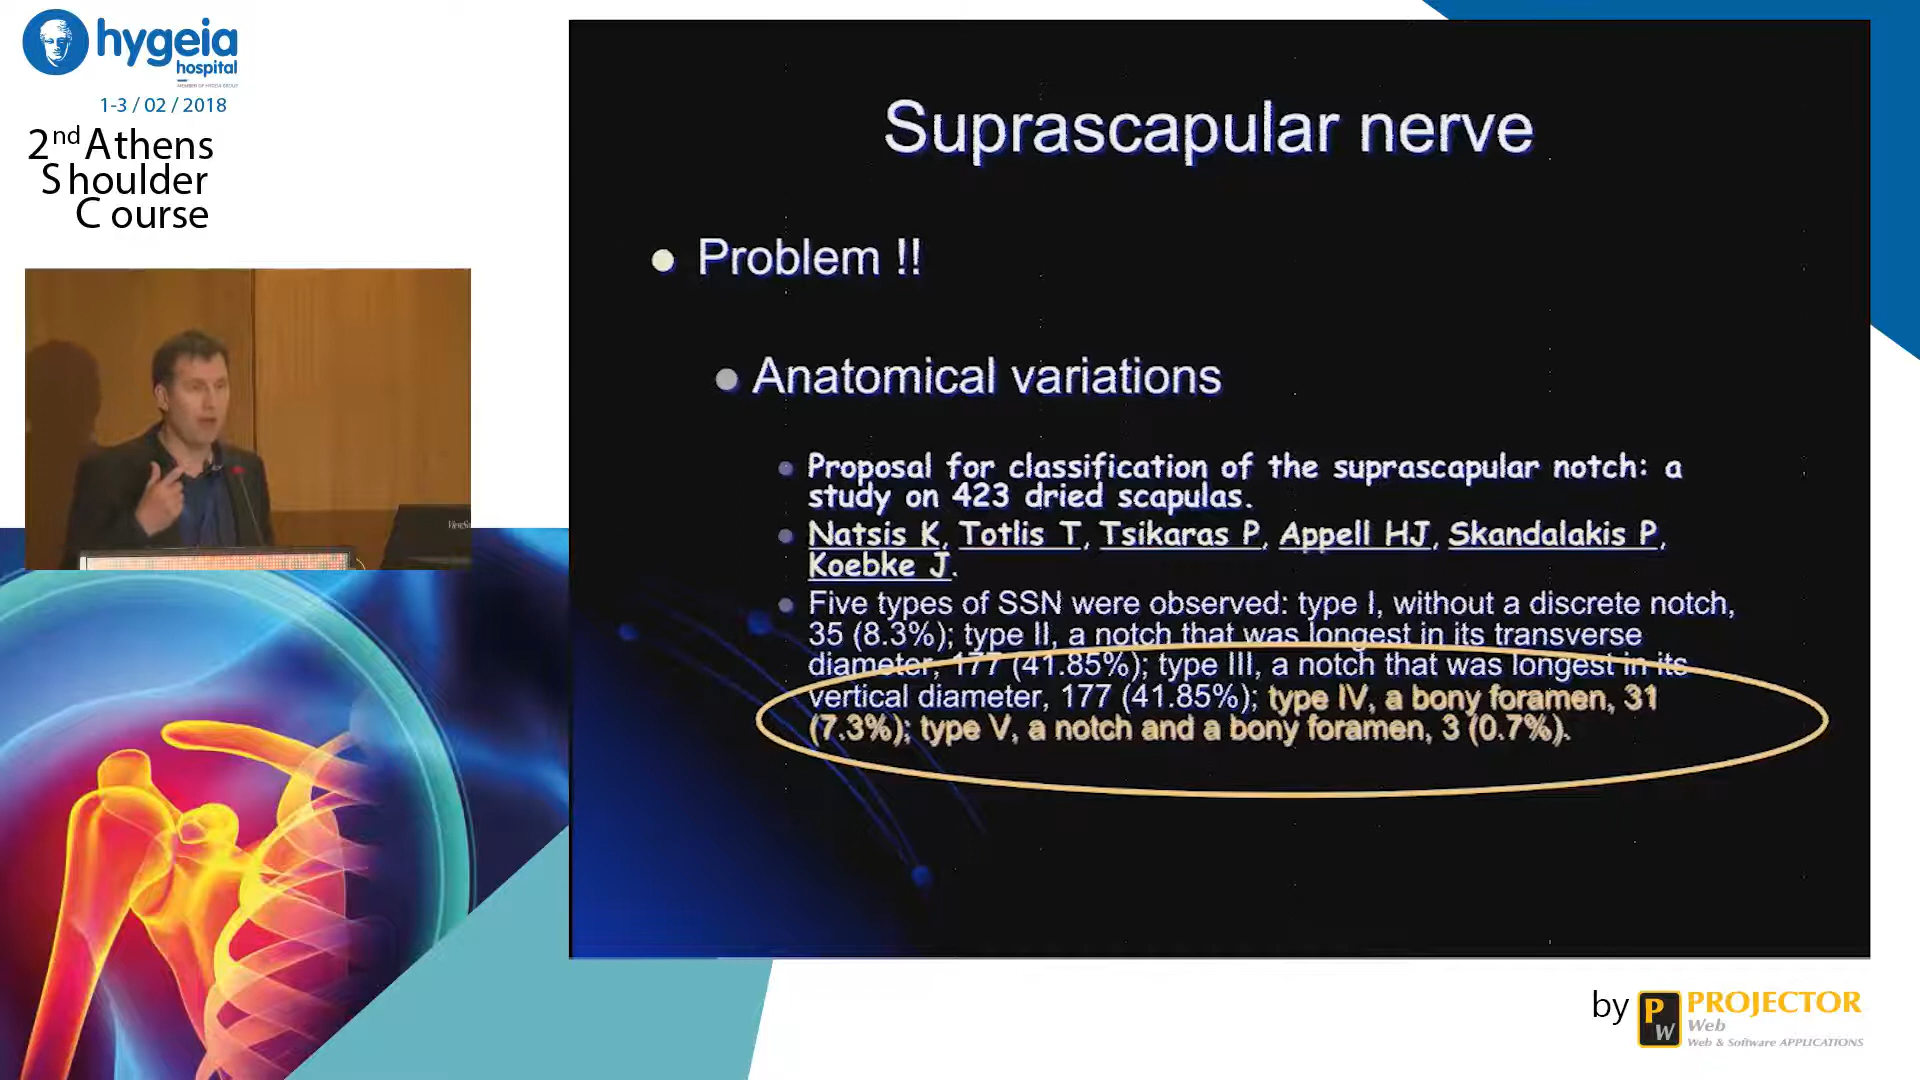 hygeia
hospital
1-3 / 02 / 2018
2nd Athens
Shoulder
Course
Suprascapular nerve
Problem !!
Anatomical variations
Proposal for classification of the suprascapular notch: a
study on 423 dried scapulas.
Natsis K, Totlis T, Tsikaras P, Appell HJ, Skandalakis P,
Koebke J.
Five types of SSN were observed: type I, without a discrete notch,
35 (8.3%); type II, a notch that was longest in its transverse
diameter, 177 (41.85%); type III, a notch that was longest in its
vertical diameter, 177 (41.85%); type IV, a bony foramen, 31
(7.3%); type V, a notch and a bony foramen, 3 (0.7%).
by PW PROJECTOR
Web
Web & Software APPLICATIONS